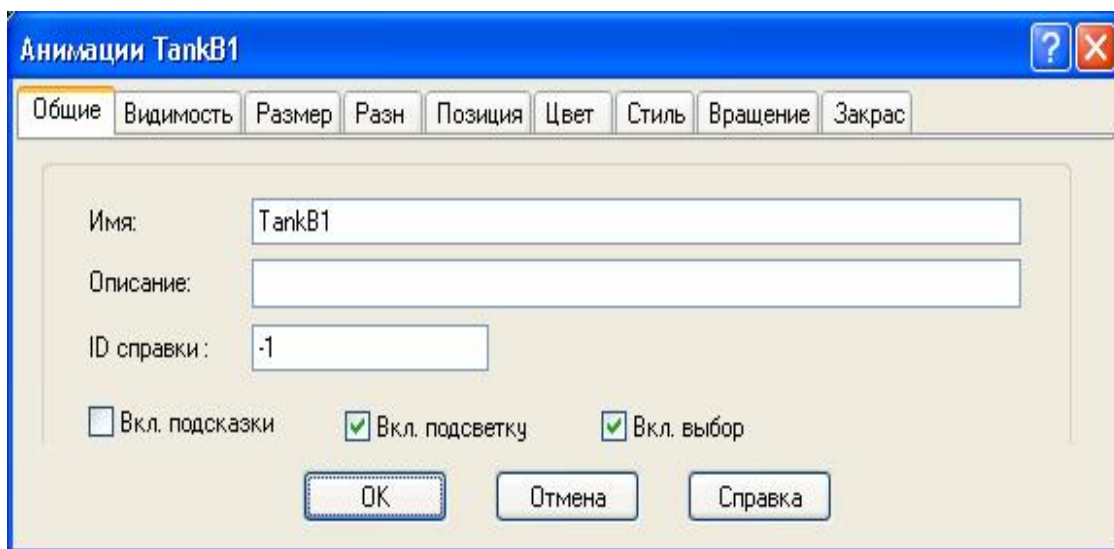 Анимации TankB1
Общие Видимость Размер Разн Позиция Цвет Стиль Вращение Закрас
Имя: TankB1
Описание:
ID справки : -1
Вкл. подсказки Вкл. подсветку Вкл. выбор
OK Отмена Справка